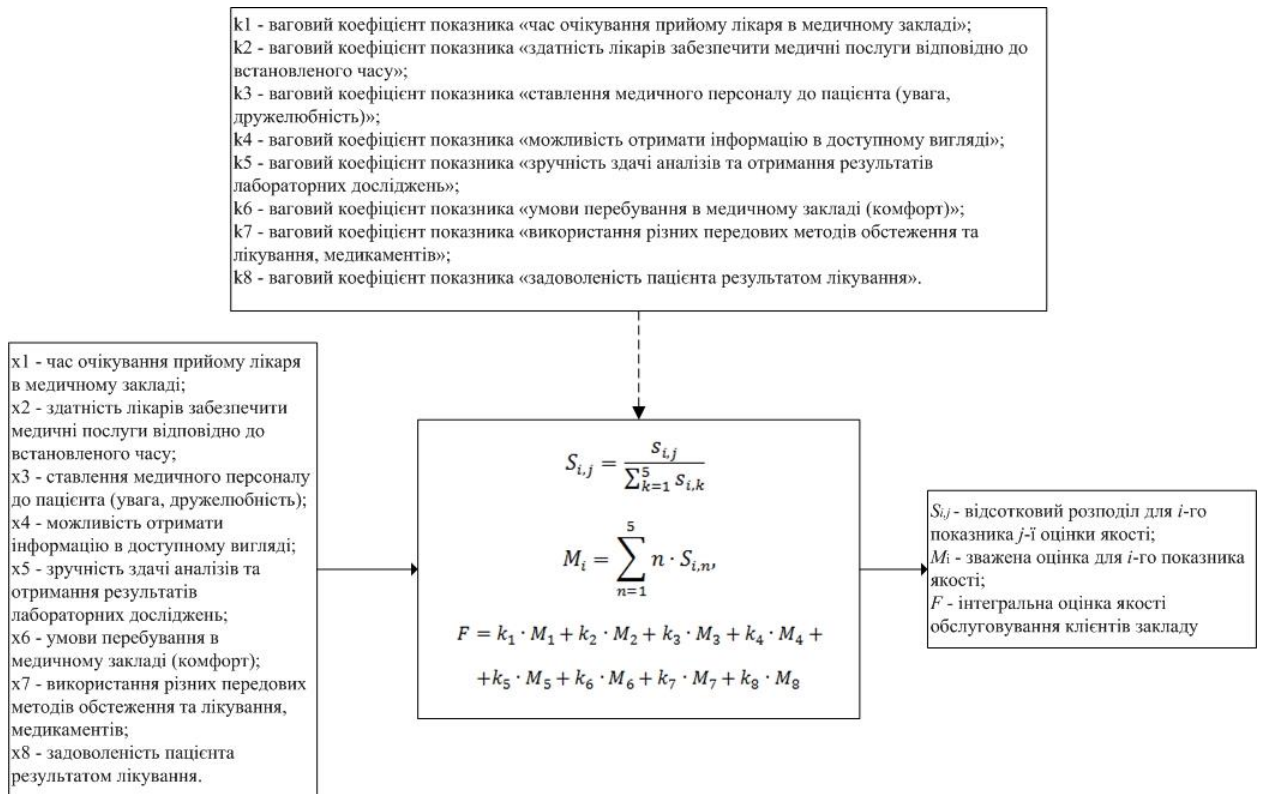 k1 - ваговий коефіцієнт показника «час очікування прийому лікаря в медичному закладі»;
k2 - ваговий коефіцієнт показника «здатність лікарів забезпечити медичні послуги відповідно до
встановленого часу»;
k3 - ваговий коефіцієнт показника «ставлення медичного персоналу до пацієнта (увага,
дружелюбність)»;
k4 - ваговий коефіцієнт показника «можливість отримати інформацію в доступному вигляді»;
k5 - ваговий коефіцієнт показника «зручність здачі аналізів та отримання результатів
лабораторних досліджень»;
k6 - ваговий коефіцієнт показника «умови перебування в медичному закладі (комфорт)»;
k7 - ваговий коефіцієнт показника «використання різних передових методів обстеження та
лікування, медикаментів»;
k8 - ваговий коефіцієнт показника «задоволеність пацієнта результатом лікування».
x1 - час очікування прийому лікаря
в медичному закладі;
x2 - здатність лікарів забезпечити
медичні послуги відповідно до
встановленого часу;
x3 - ставлення медичного персоналу
до пацієнта (увага, дружелюбність);
x4 - можливість отримати
інформацію в доступному вигляді;
x5 - зручність здачі аналізів та
отримання результатів
лабораторних досліджень;
x6 - умови перебування в
медичному закладі (комфорт);
x7 - використання різних передових
методів обстеження та лікування,
медикаментів;
x8 - задоволеність пацієнта
результатом лікування.
S_{i,j} = \frac{s_{i,j}}{\sum_{k=1}^{5} s_{i,k}}
M_i = \sum_{n=1}^{5} n · S_{i,n},
F = k_1 · M_1 + k_2 · M_2 + k_3 · M_3 + k_4 · M_4 +
+k_5 · M_5 + k_6 · M_6 + k_7 · M_7 + k_8 · M_8
S_{i,j} - відсотковий розподіл для i-го
показника j-ї оцінки якості;
M_i - зважена оцінка для i-го показника
якості;
F - інтегральна оцінка якості
обслуговування клієнтів закладу